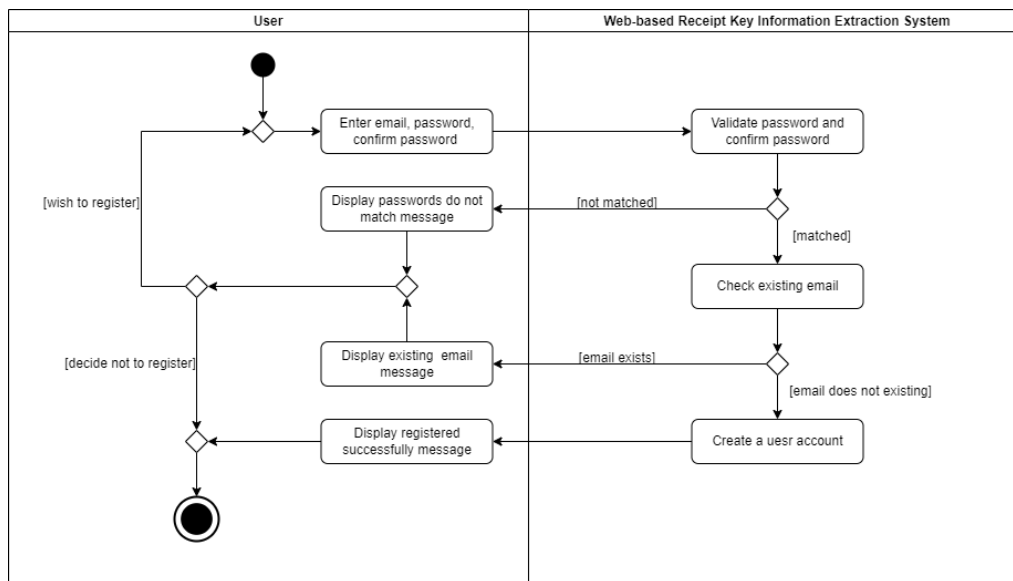 User
Web-based Receipt Key Information Extraction System
Enter email, password,
confirm password
Validate password and
confirm password
[wish to register]
Display passwords do not
match message
[not matched]
[matched]
Check existing email
[decide not to register]
Display existing  email
message
[email exists]
[email does not existing]
Display registered
successfully message
Create a uesr account